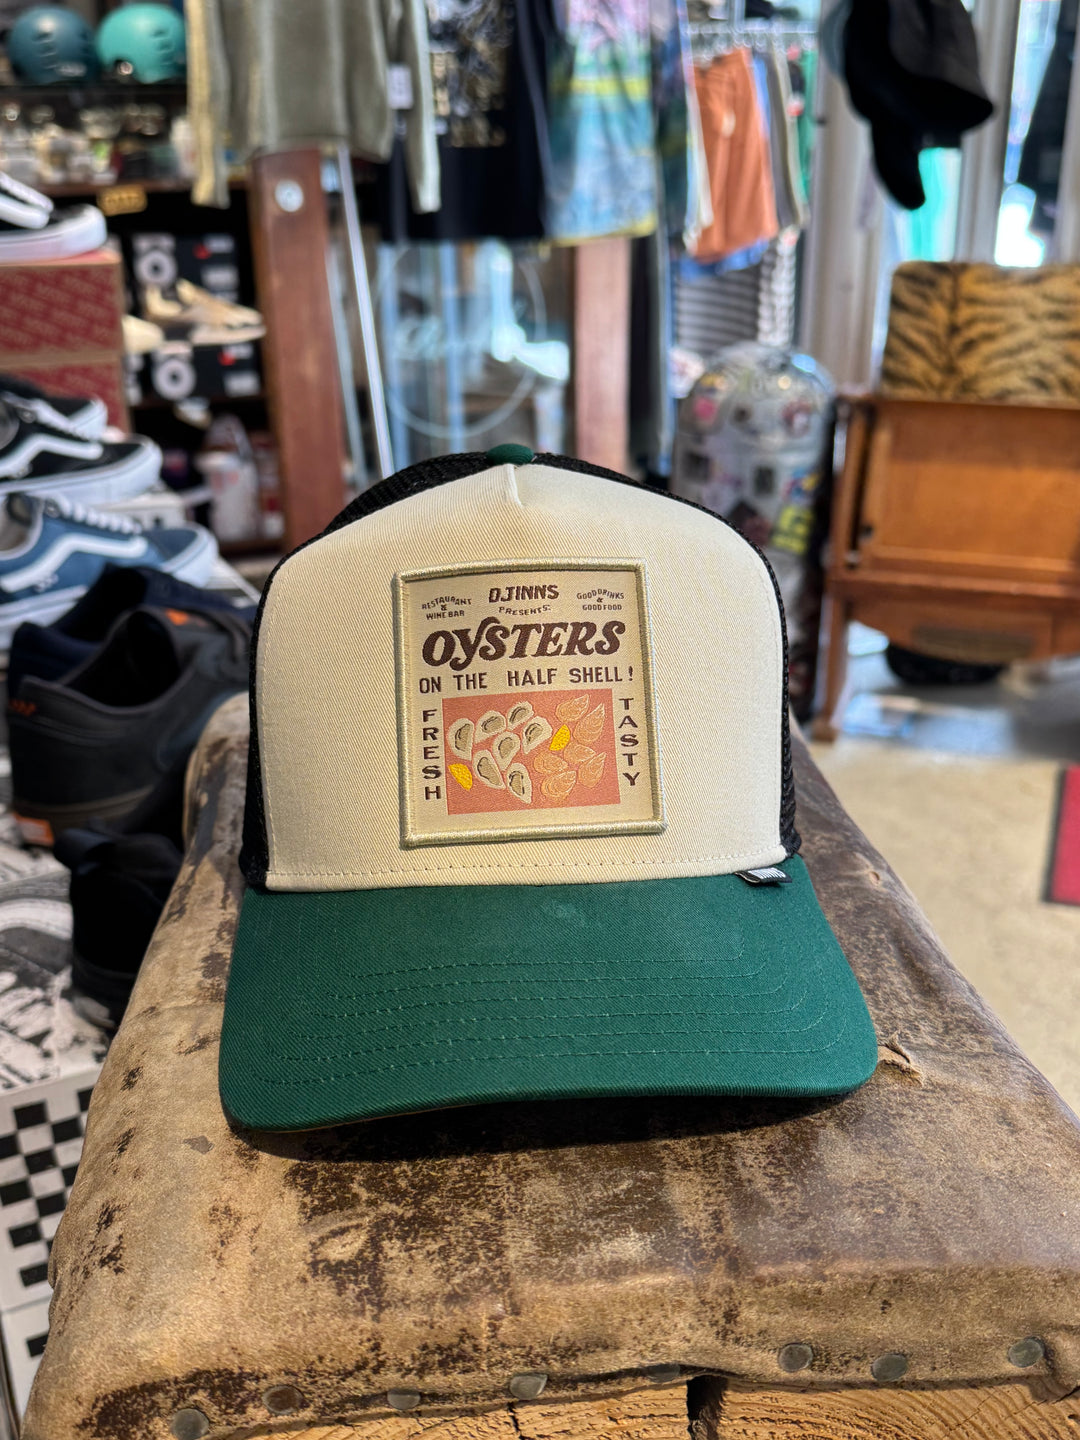 RESTAURANT
&
WINE BAR
DJINNS
PRESENTS:
GOOD DRINKS
&
GOOD FOOD
OYSTERS
ON THE HALF SHELL!
FRESH
TASTY